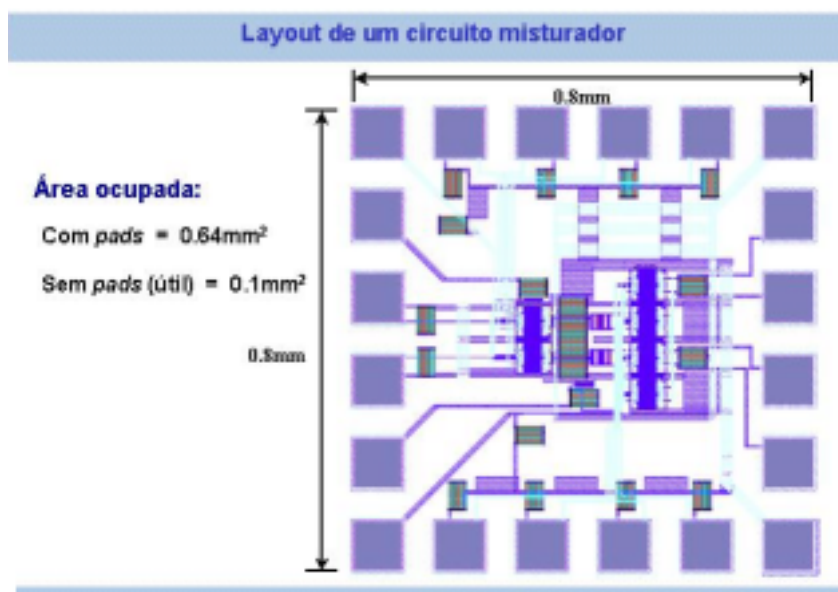 Layout de um circuito misturador
0.8mm
Área ocupada:
Com pads = 0.64mm²
Sem pads (útil) = 0.1mm²
0.8mm